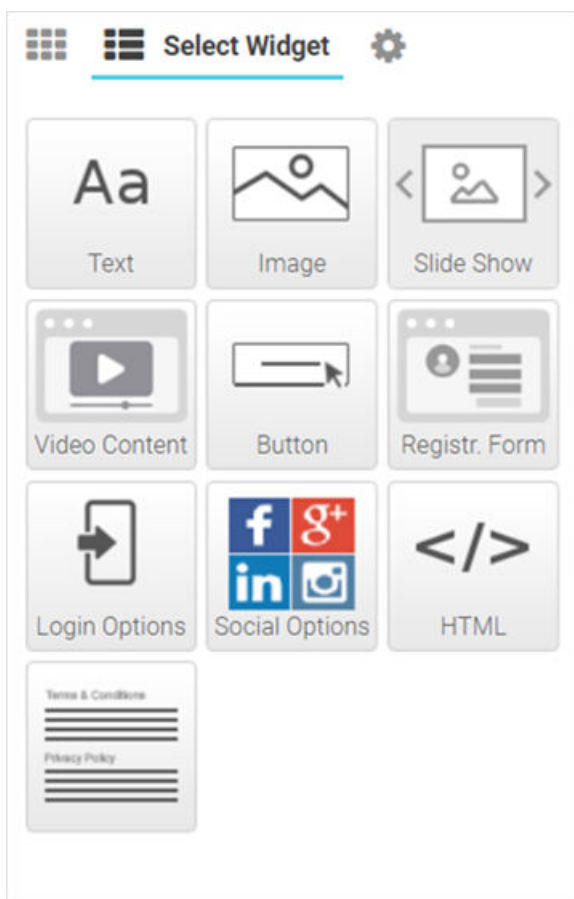 Select Widget
Aa
Text
Image
Slide Show
Video Content
Button
Registr. Form
Login Options
f g+
in
Social Options
</>
HTML
Terms & Conditions
Privacy Policy